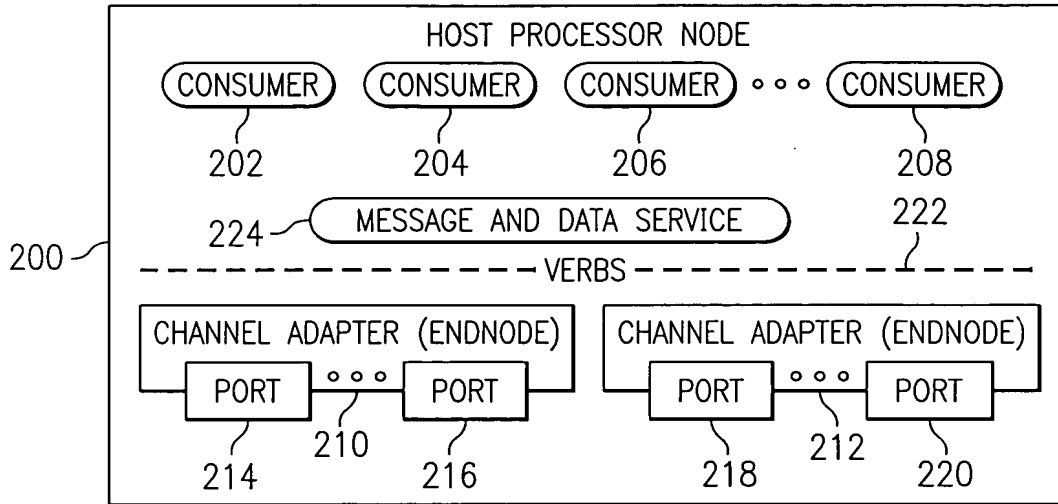 HOST PROCESSOR NODE
CONSUMER CONSUMER CONSUMER CONSUMER
202 204 206 208
224 MESSAGE AND DATA SERVICE 222
200
VERBS
CHANNEL ADAPTER (ENDNODE) CHANNEL ADAPTER (ENDNODE)
PORT PORT PORT PORT
214 210 216 218 212 220